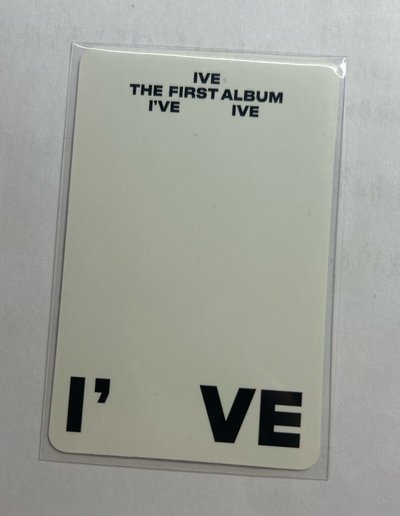 IVE
THE FIRST ALBUM
I'VE IVE
I' VE